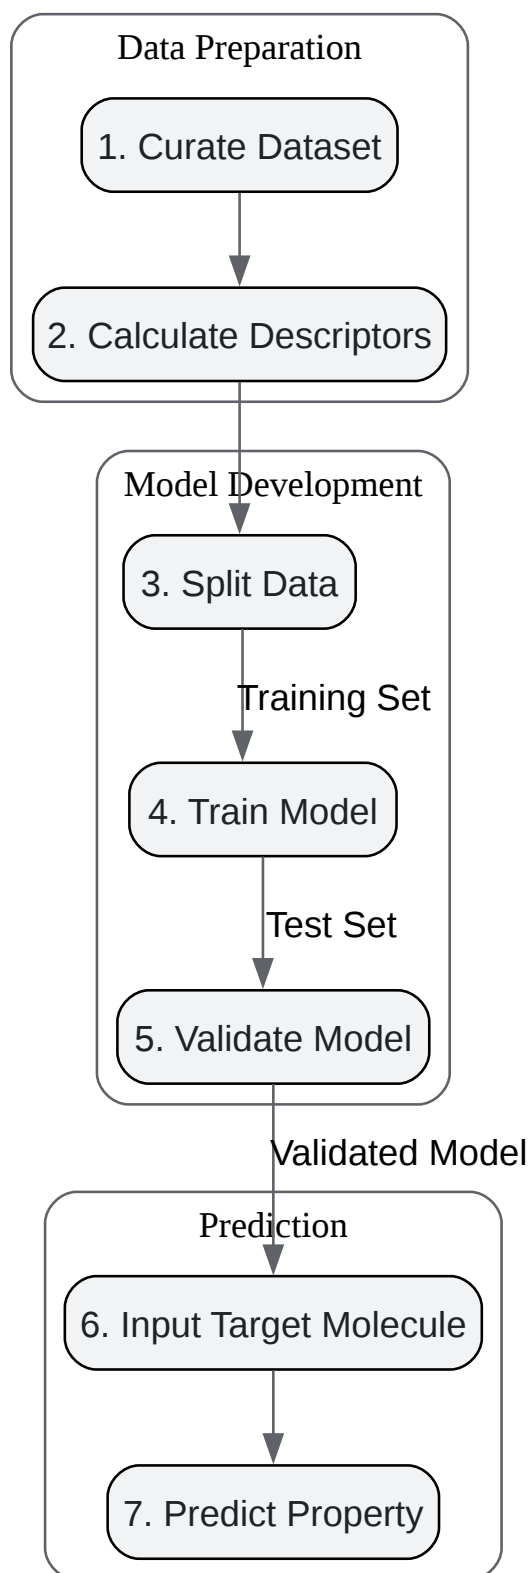 Data Preparation
1. Curate Dataset
2. Calculate Descriptors
Model Development
3. Split Data
Training Set
4. Train Model
Test Set
5. Validate Model
Validated Model
Prediction
6. Input Target Molecule
7. Predict Property